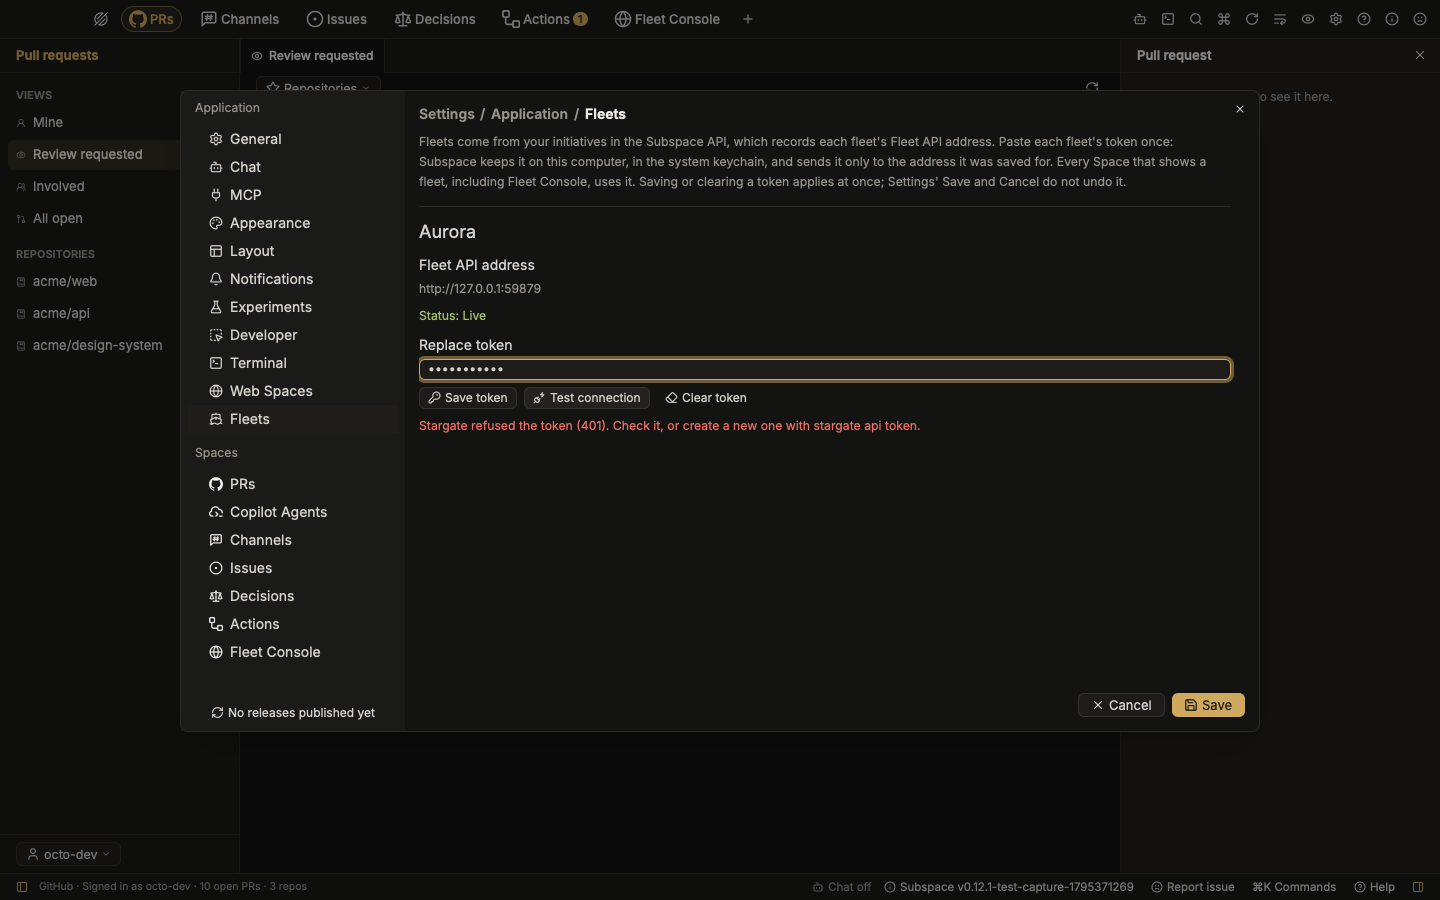 PRs
Channels
Issues
Decisions
Actions 1
Fleet Console
Pull requests
Review requested
Pull request
VIEWS
Mine
Review requested
Involved
All open
REPOSITORIES
acme/web
acme/api
acme/design-system
Repositories
o see it here.
Application
General
Chat
MCP
Appearance
Layout
Notifications
Experiments
Developer
Terminal
Web Spaces
Fleets
Spaces
PRs
Copilot Agents
Channels
Issues
Decisions
Actions
Fleet Console
No releases published yet
Settings / Application / Fleets
Fleets come from your initiatives in the Subspace API, which records each fleet's Fleet API address. Paste each fleet's token once:
Subspace keeps it on this computer, in the system keychain, and sends it only to the address it was saved for. Every Space that shows a
fleet, including Fleet Console, uses it. Saving or clearing a token applies at once; Settings' Save and Cancel do not undo it.
Aurora
Fleet API address
http://127.0.0.1:59879
Status: Live
Replace token
•••••••••••
Save token
Test connection
Clear token
Stargate refused the token (401). Check it, or create a new one with stargate api token.
Cancel
Save
octo-dev
GitHub · Signed in as octo-dev · 10 open PRs · 3 repos
Chat off
Subspace v0.12.1-test-capture-1795371269
Report issue
⌘K Commands
Help